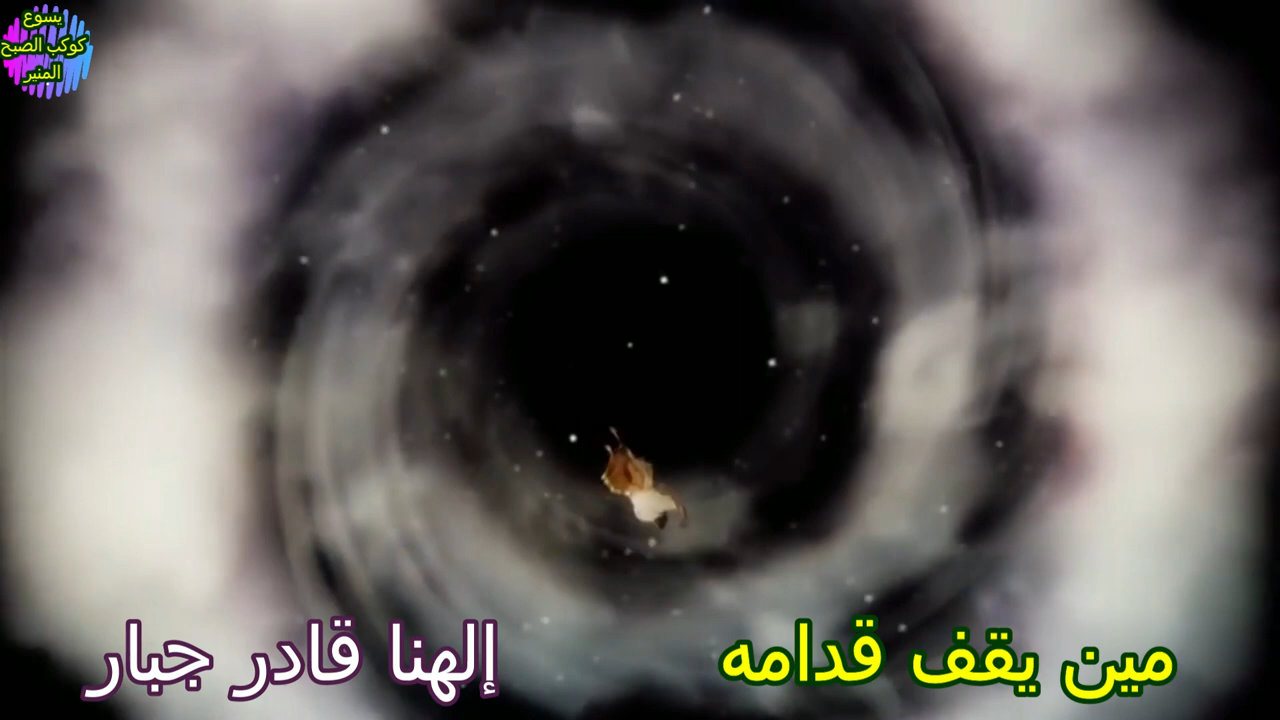 يسوع
كوكب الصبح
المنير
مين يقف قدامه
إلهنا قادر جبار